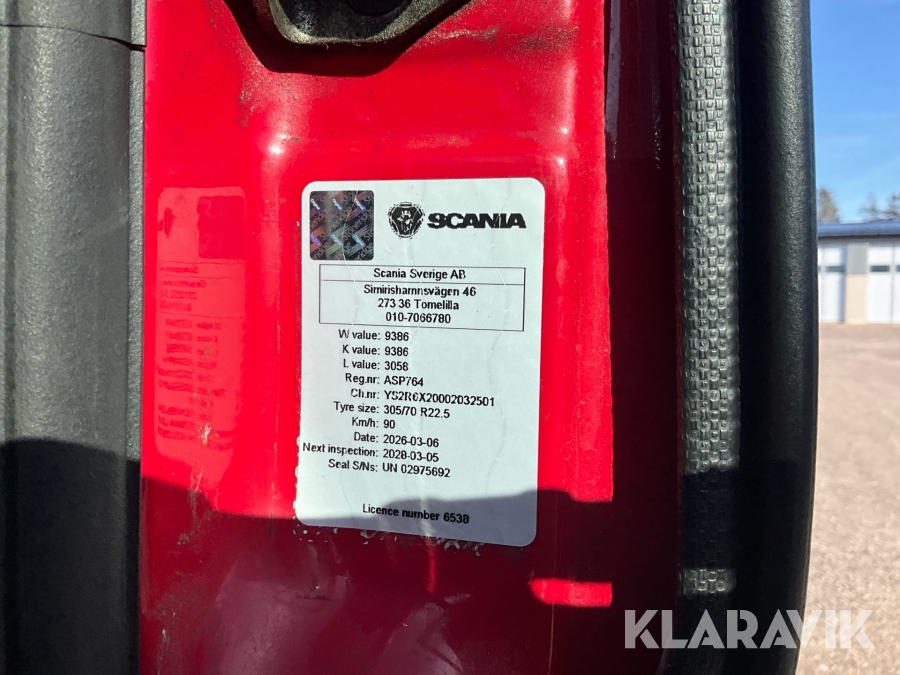 SCANIA
Scania Sverige AB
Simirishamnsvägen 46
273 36 Tomelilla
010-7066780
W value: 9386
K value: 9386
L value: 3058
Reg.nr: ASP764
Ch.nr: YS2R6X20002032501
Tyre size: 305/70 R22.5
Km/h: 90
Date: 2026-03-06
Next inspection: 2028-03-05
Seal S/Ns: UN 02975692
Licence number 6538
KLARAVIK